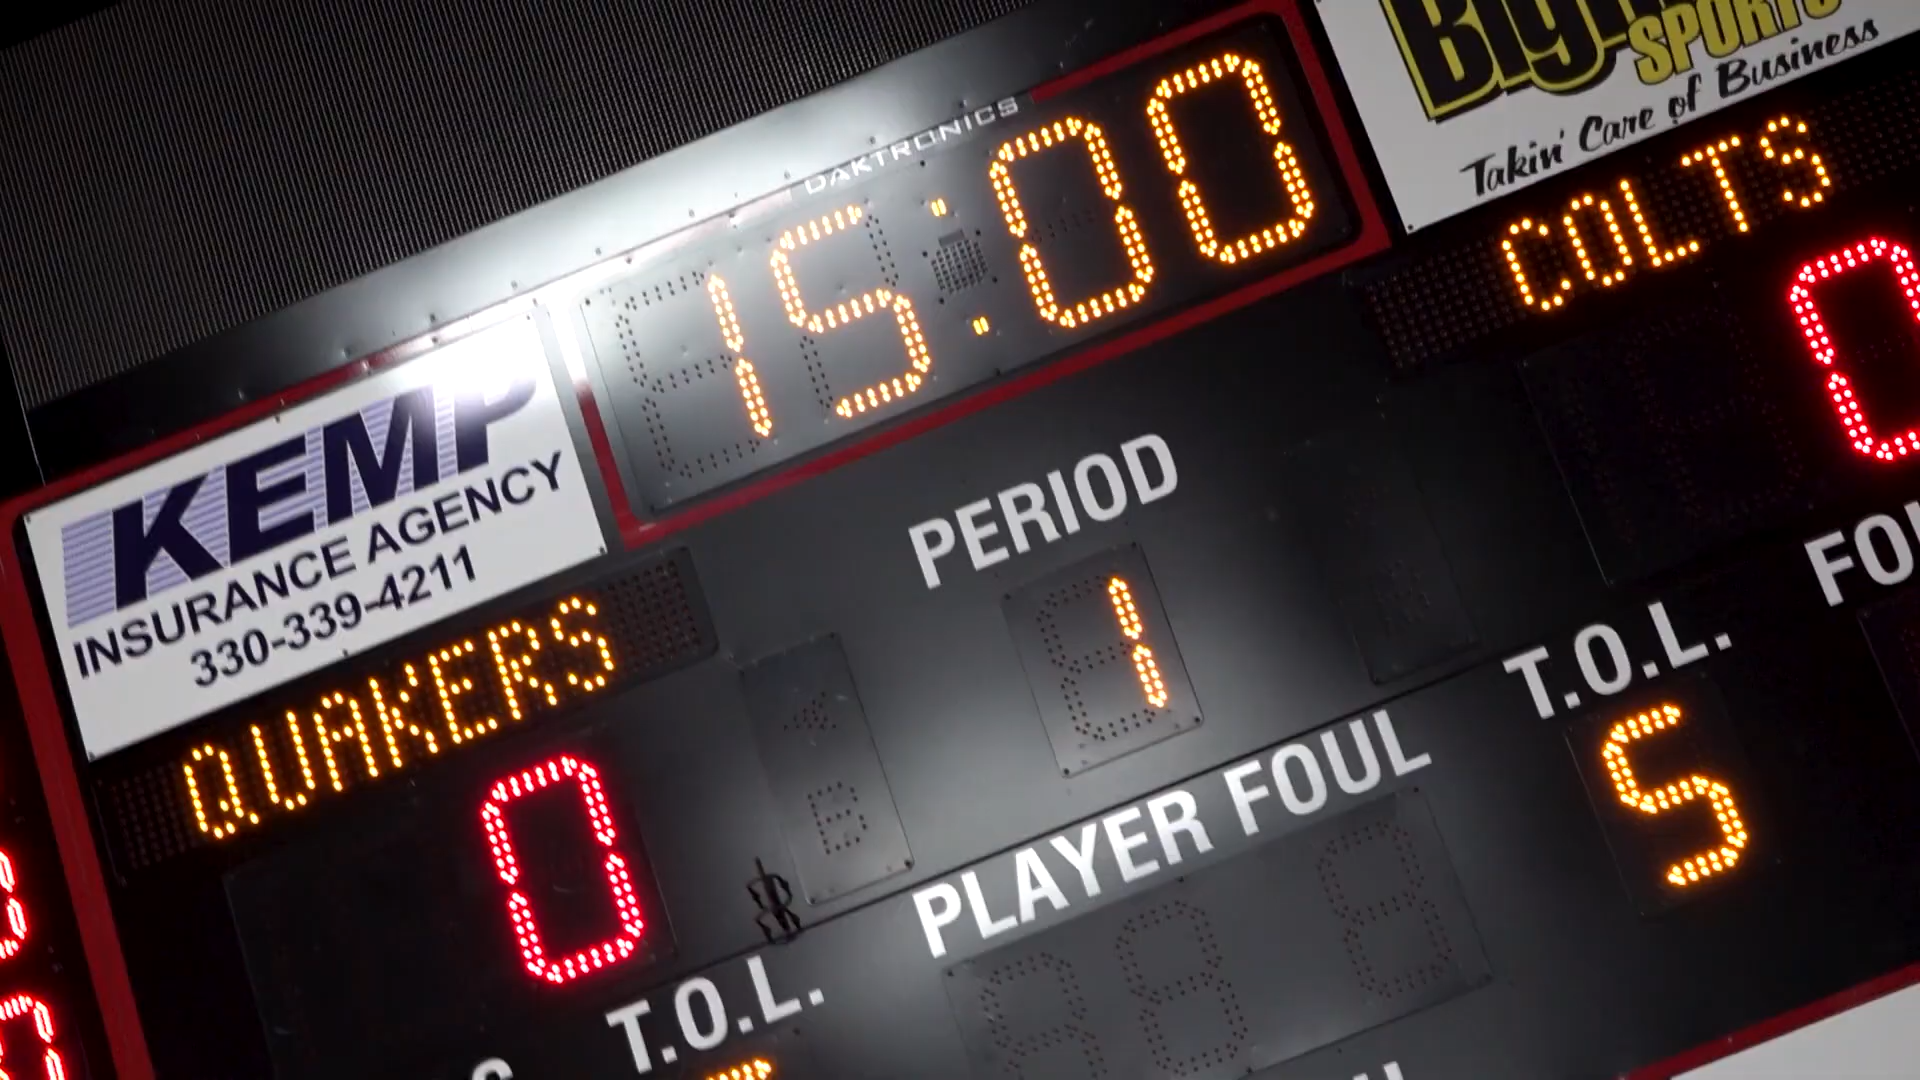 SPORTS
Takin' Care of Business
DAKTRONICS
15:00
COLTS
0
KEMP
INSURANCE AGENCY
330-339-4211
PERIOD
1
QUAKERS
0
T.O.L.
5
PLAYER FOUL
T.O.L.